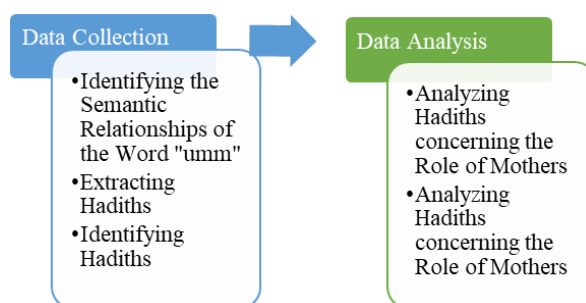 Data Collection
•Identifying the
Semantic
Relationships of
the Word "umm"
•Extracting
Hadiths
•Identifying
Hadiths
Data Analysis
•Analyzing
Hadiths
concerning the
Role of Mothers
•Analyzing
Hadiths
concerning the
Role of Mothers